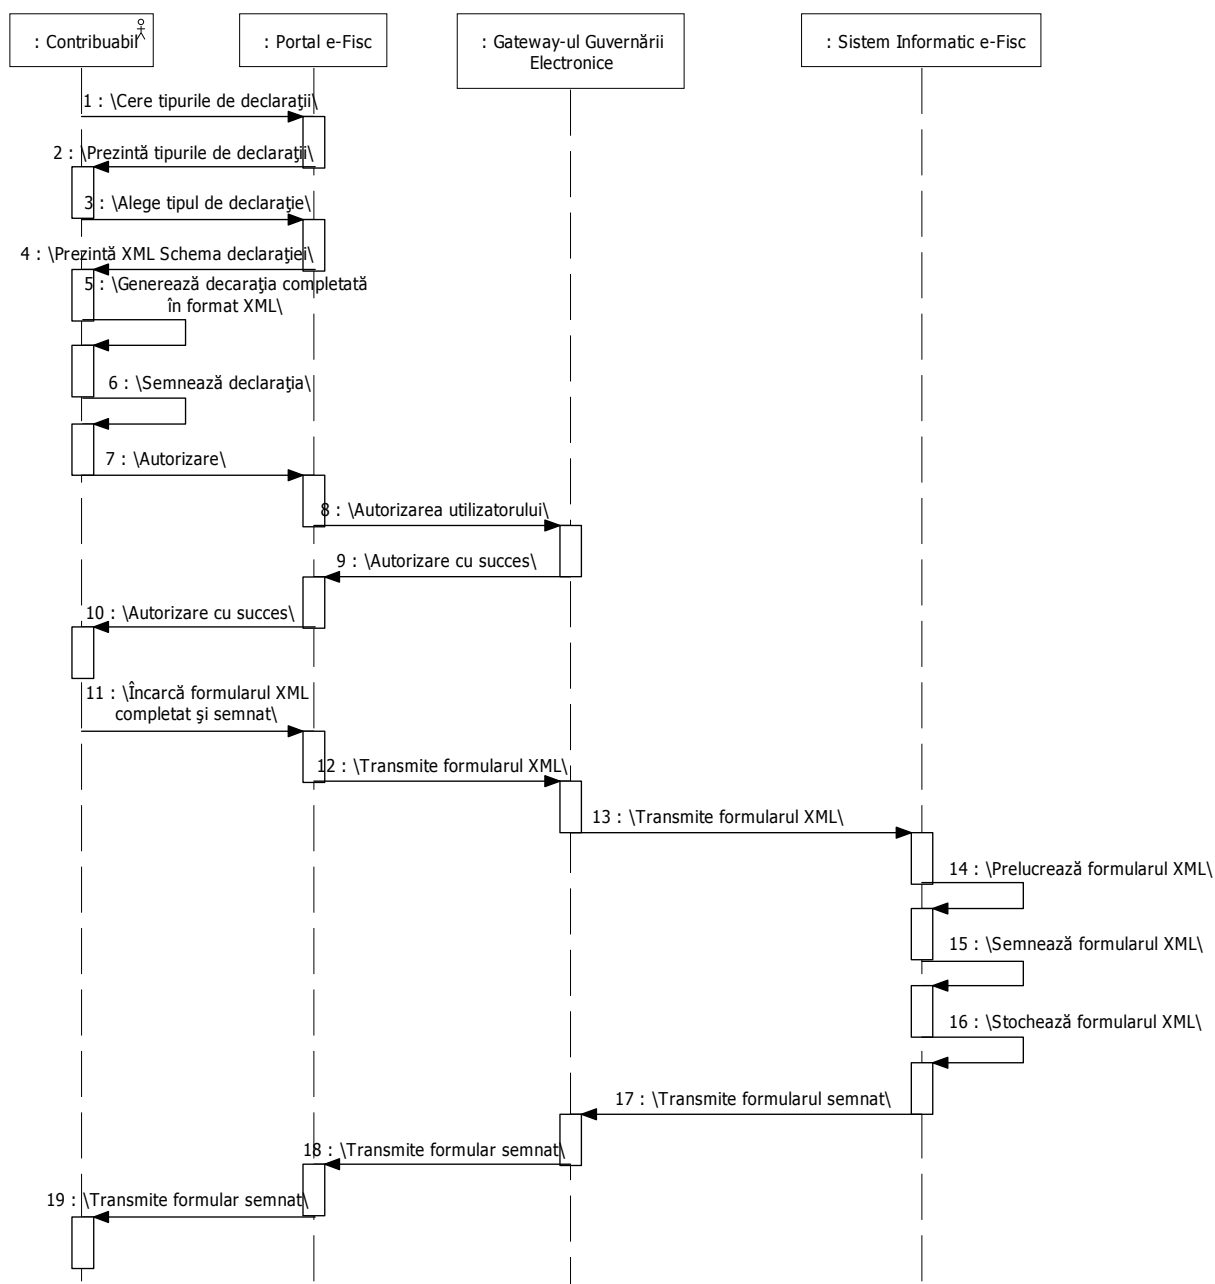 : Contribuabil
: Portal e-Fisc
: Gateway-ul Guvernării
Electronice
: Sistem Informatic e-Fisc
1 : \Cere tipurile de declaraţii\
2 : \Prezintă tipurile de declaraţii\
3 : \Alege tipul de declaraţie\
4 : \Prezintă XML Schema declaraţiei\
5 : \Generează decaraţia completată
în format XML\
6 : \Semnează declaraţia\
7 : \Autorizare\
8 : \Autorizarea utilizatorului\
9 : \Autorizare cu succes\
10 : \Autorizare cu succes\
11 : \Încarcă formularul XML
completat şi semnat\
12 : \Transmite formularul XML\
13 : \Transmite formularul XML\
14 : \Prelucrează formularul XML\
15 : \Semnează formularul XML\
16 : \Stochează formularul XML\
17 : \Transmite formularul semnat\
18 : \Transmite formular semnat\
19 : \Transmite formular semnat\